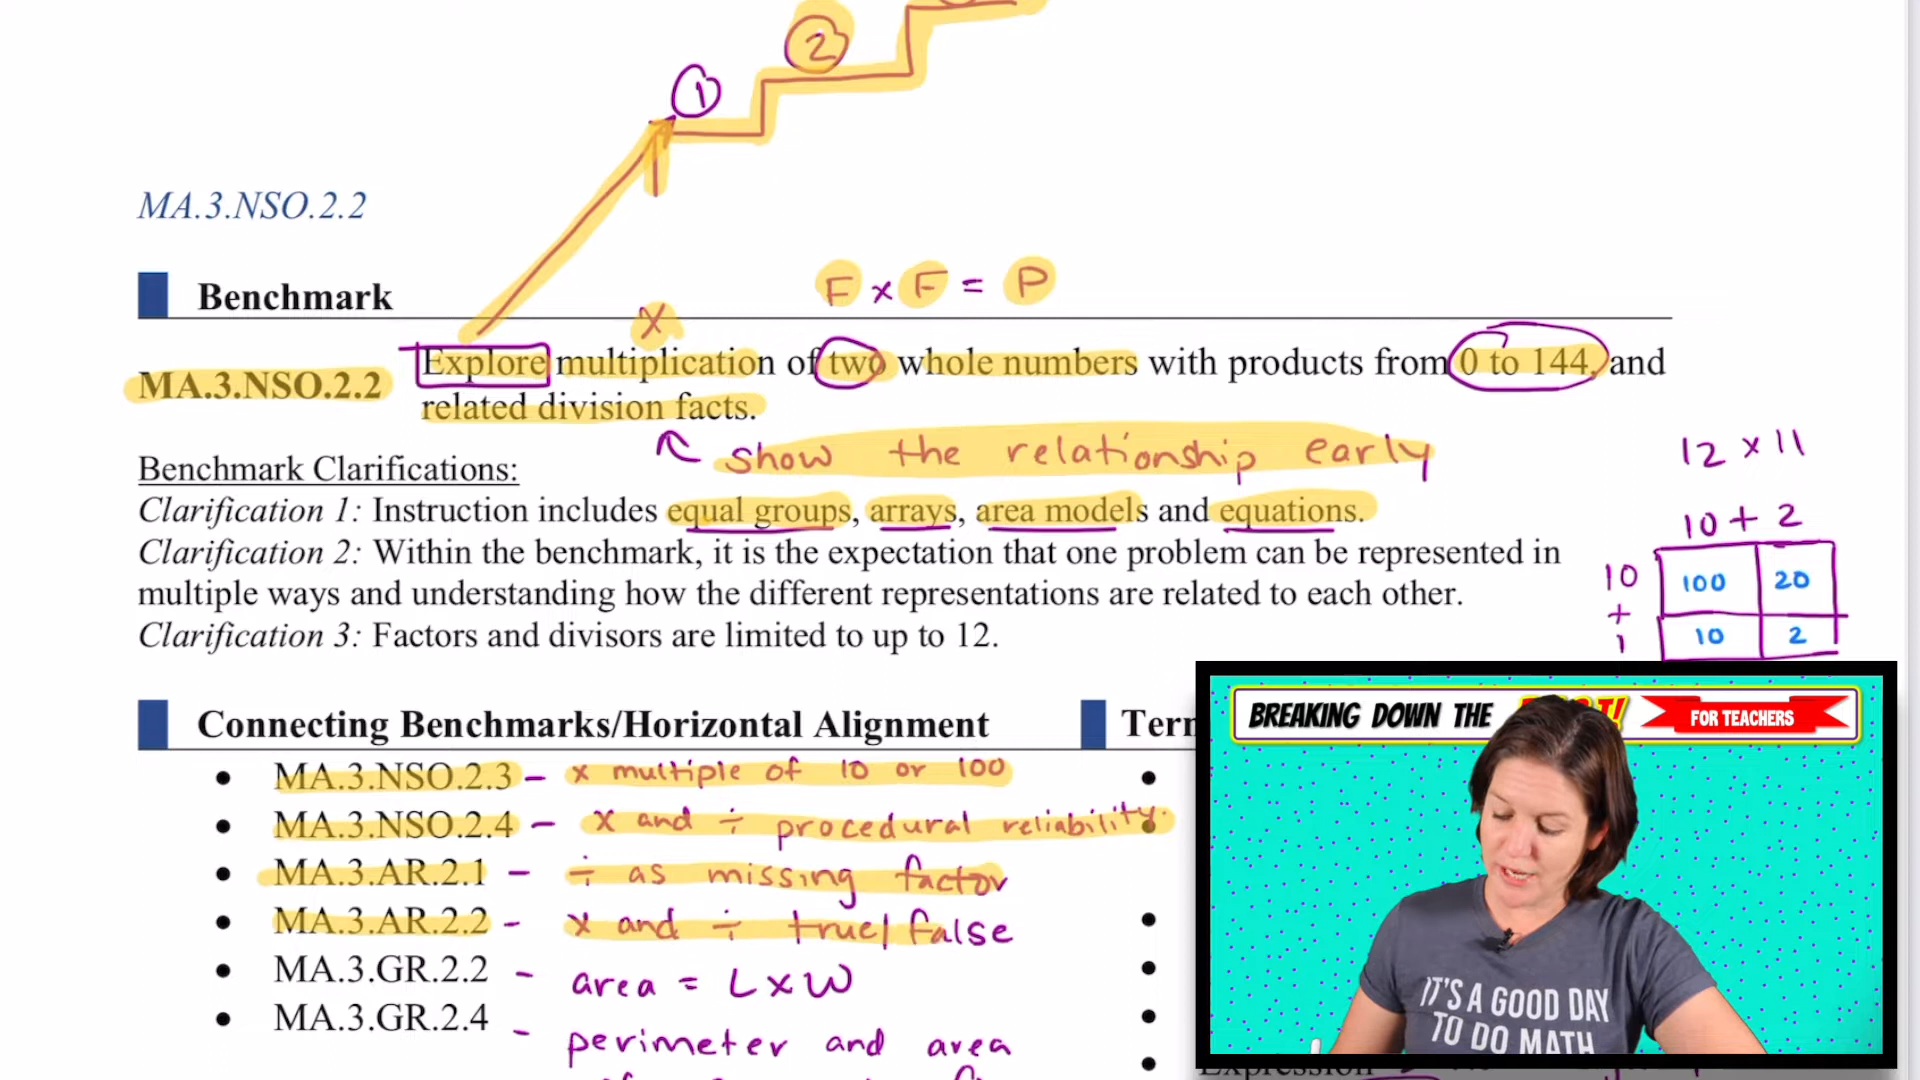 2
1
MA.3.NSO.2.2
F x F = P
Benchmark
x
MA.3.NSO.2.2
Explore multiplication of two whole numbers with products from 0 to 144, and
related division facts.
show the relationship early
Benchmark Clarifications:
Clarification 1: Instruction includes equal groups, arrays, area models and equations.
Clarification 2: Within the benchmark, it is the expectation that one problem can be represented in
multiple ways and understanding how the different representations are related to each other.
Clarification 3: Factors and divisors are limited to up to 12.
12 x 11
10 + 2
10 100 20
+
1 10 2
Connecting Benchmarks/Horizontal Alignment
MA.3.NSO.2.3 - x multiple of 10 or 100
MA.3.NSO.2.4 - x and ÷ procedural reliability.
MA.3.AR.2.1 - ÷ as missing factor
MA.3.AR.2.2 - x and ÷ true/false
MA.3.GR.2.2 - area = L x W
MA.3.GR.2.4 - perimeter and area
BREAKING DOWN THE
FOR TEACHERS
IT'S A GOOD DAY
TO DO MATH
Expression